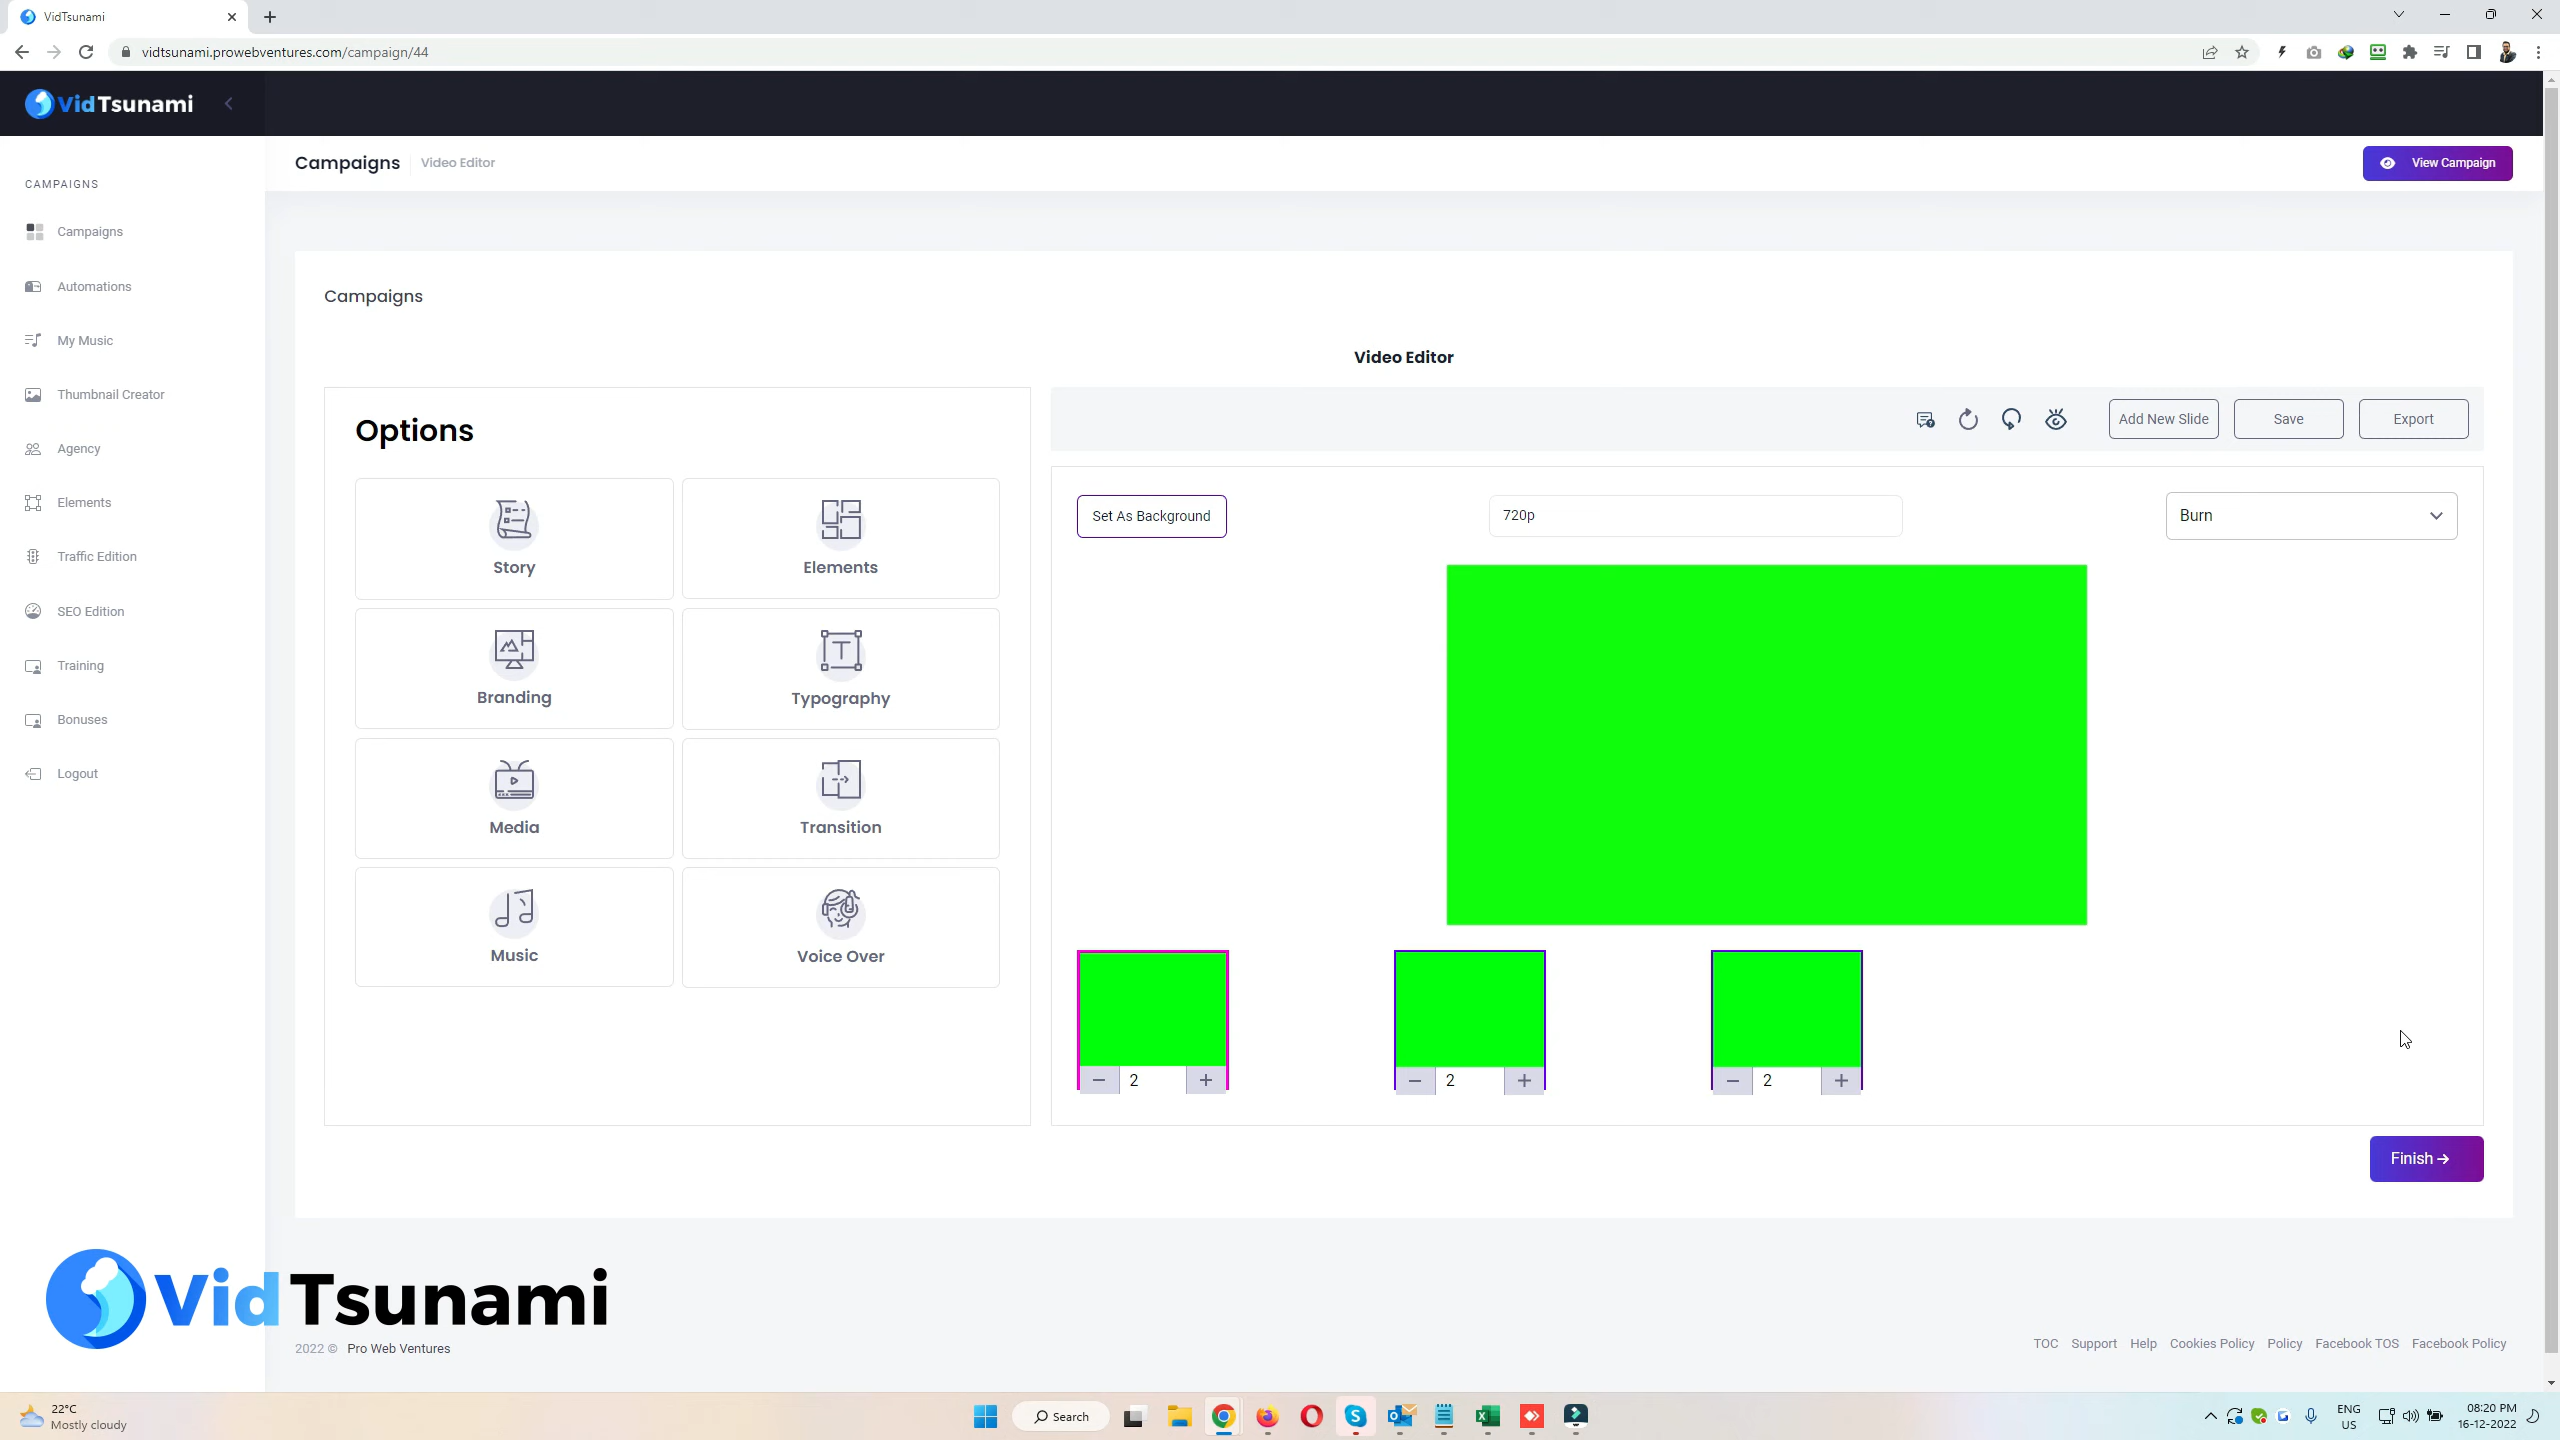 VidTsunami
vidtsunami.prowebventures.com/campaign/44
VidTsunami
Campaigns
Video Editor
View Campaign
CAMPAIGNS
Campaigns
Automations
My Music
Thumbnail Creator
Agency
Elements
Traffic Edition
SEO Edition
Training
Bonuses
Logout
Campaigns
Video Editor
Options
Story
Elements
Branding
Typography
Media
Transition
Music
Voice Over
Add New Slide
Save
Export
Set As Background
720p
Burn
2
2
2
Finish
VidTsunami
2022 © Pro Web Ventures
TOC Support Help Cookies Policy Policy Facebook TOS Facebook Policy
22°C
Mostly cloudy
Search
ENG
US
08:20 PM
16-12-2022